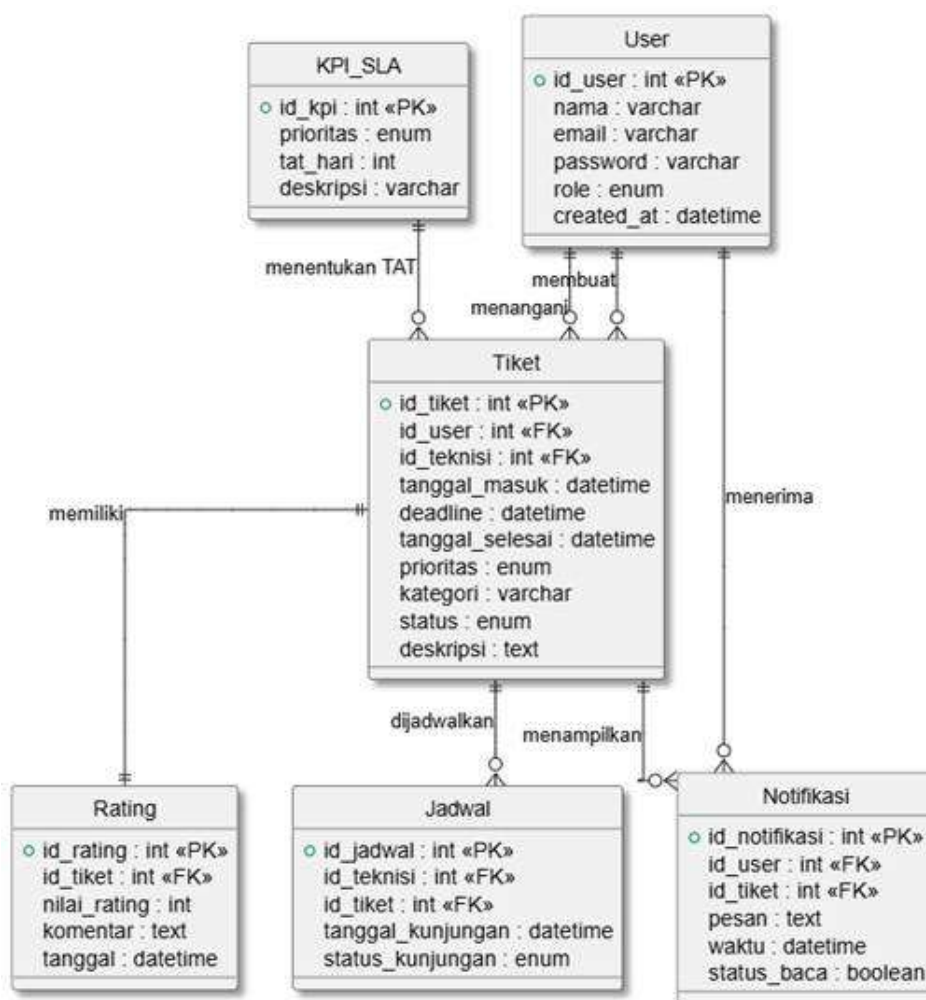 KPI_SLA
id_kpi : int «PK»
prioritas : enum
tat_hari : int
deskripsi : varchar
User
id_user : int «PK»
nama : varchar
email : varchar
password : varchar
role : enum
created_at : datetime
menentukan TAT
membuat
menangani
Tiket
id_tiket : int «PK»
id_user : int «FK»
id_teknisi : int «FK»
tanggal_masuk : datetime
deadline : datetime
tanggal_selesai : datetime
prioritas : enum
kategori : varchar
status : enum
deskripsi : text
memiliki
menerima
dijadwalkan
menampilkan
Rating
id_rating : int «PK»
id_tiket : int «FK»
nilai_rating : int
komentar : text
tanggal : datetime
Jadwal
id_jadwal : int «PK»
id_teknisi : int «FK»
id_tiket : int «FK»
tanggal_kunjungan : datetime
status_kunjungan : enum
Notifikasi
id_notifikasi : int «PK»
id_user : int «FK»
id_tiket : int «FK»
pesan : text
waktu : datetime
status_baca : boolean